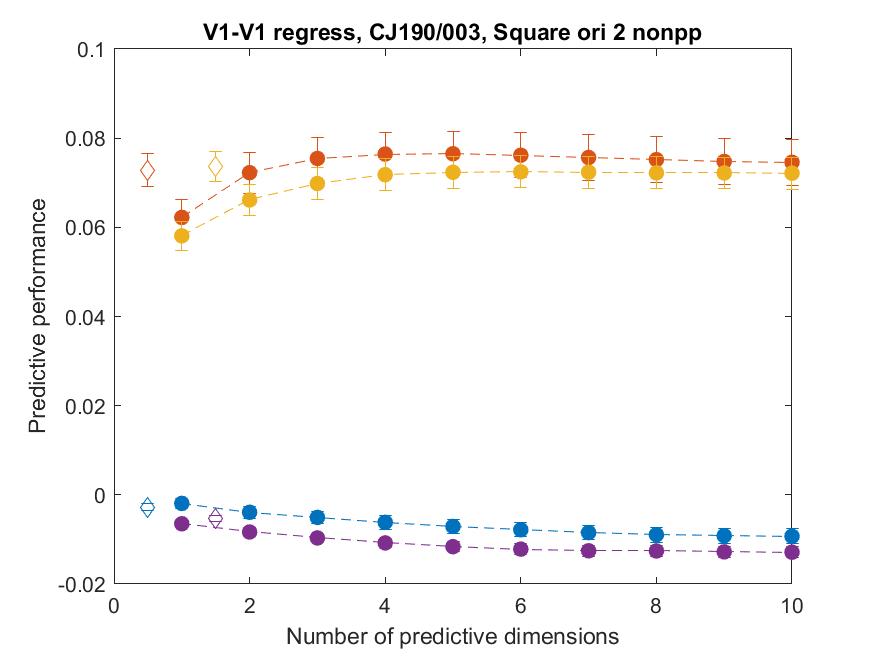 V1-V1 regress, CJ190/003, Square ori 2 nonpp
0.1
0.08
0.06
0.04
0.02
0
-0.02
Predictive performance
0 2 4 6 8 10
Number of predictive dimensions